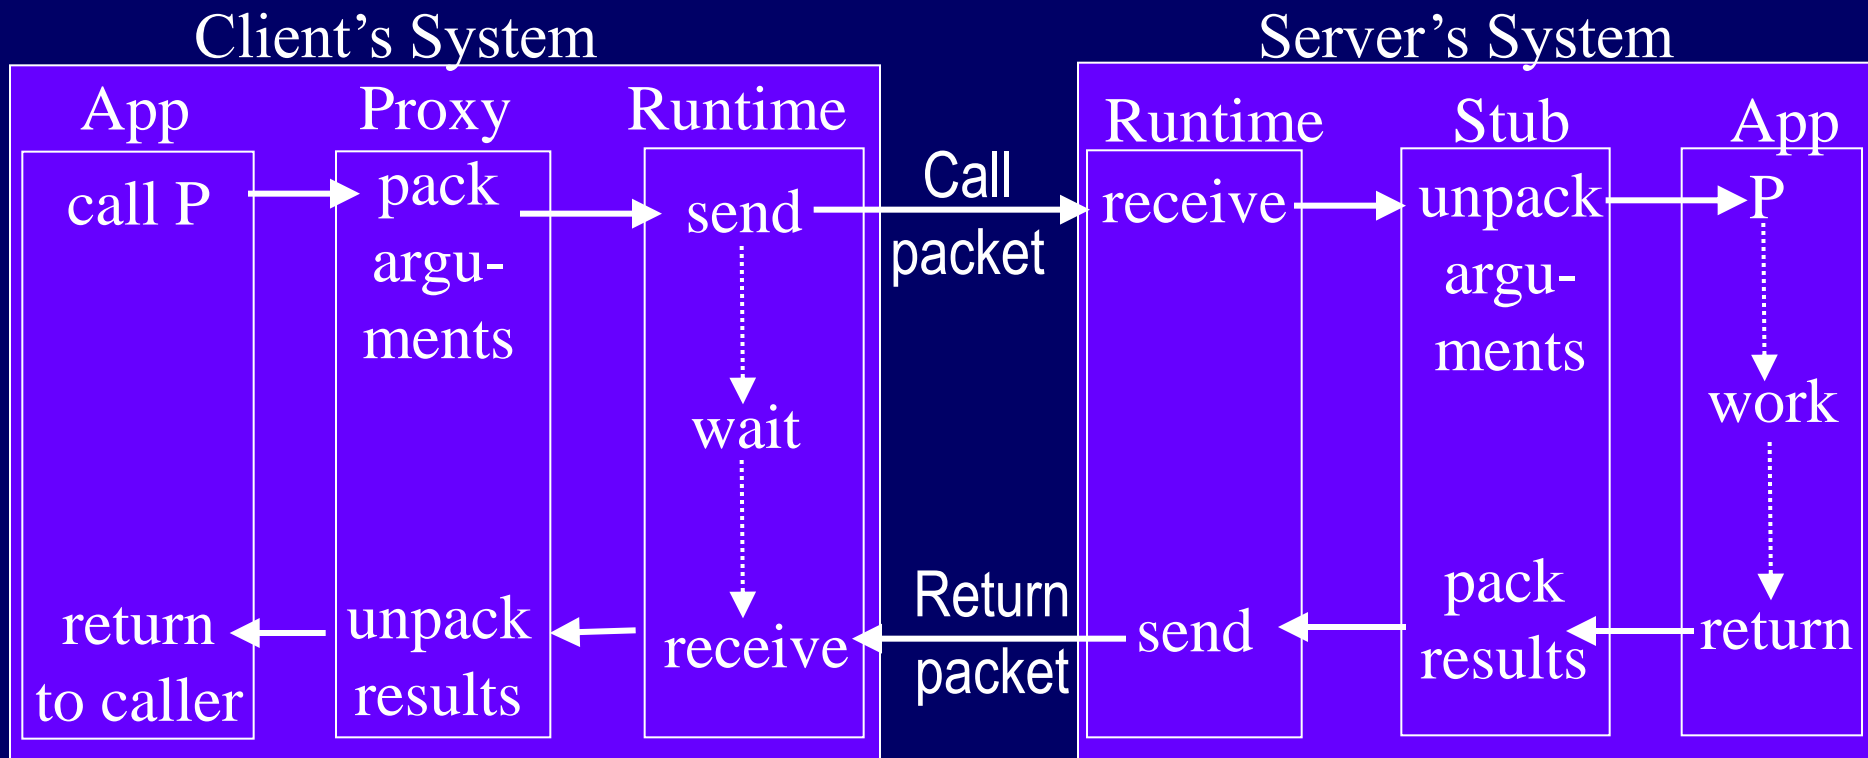 Client’s System
Server’s System
App
Proxy
Runtime
Runtime
Stub
App
call P
pack
argu-
ments
send
Call
packet
receive
unpack
argu-
ments
P
wait
work
return
to caller
unpack
results
receive
Return
packet
send
pack
results
return